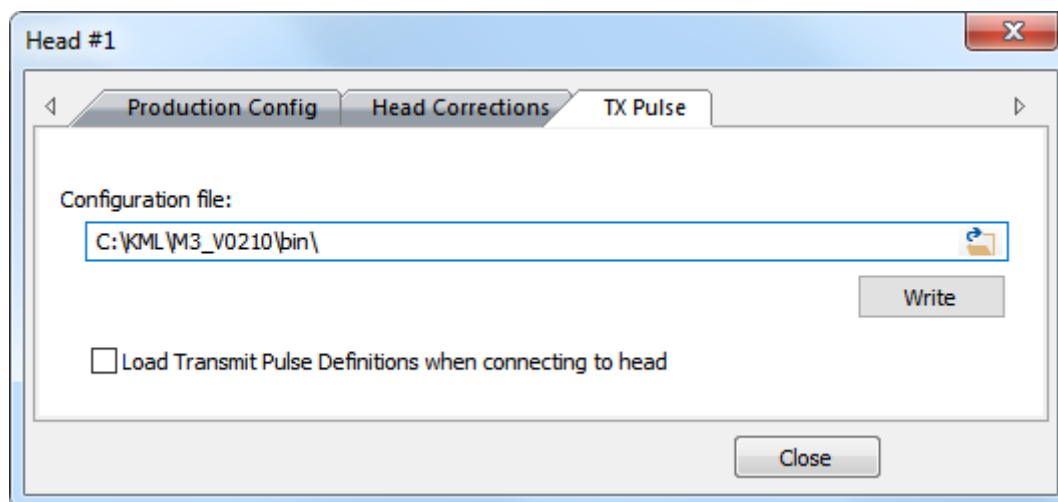 Head #1
Production Config Head Corrections TX Pulse
Configuration file:
C:\KML\M3_V0210\bin\
Write
Load Transmit Pulse Definitions when connecting to head
Close